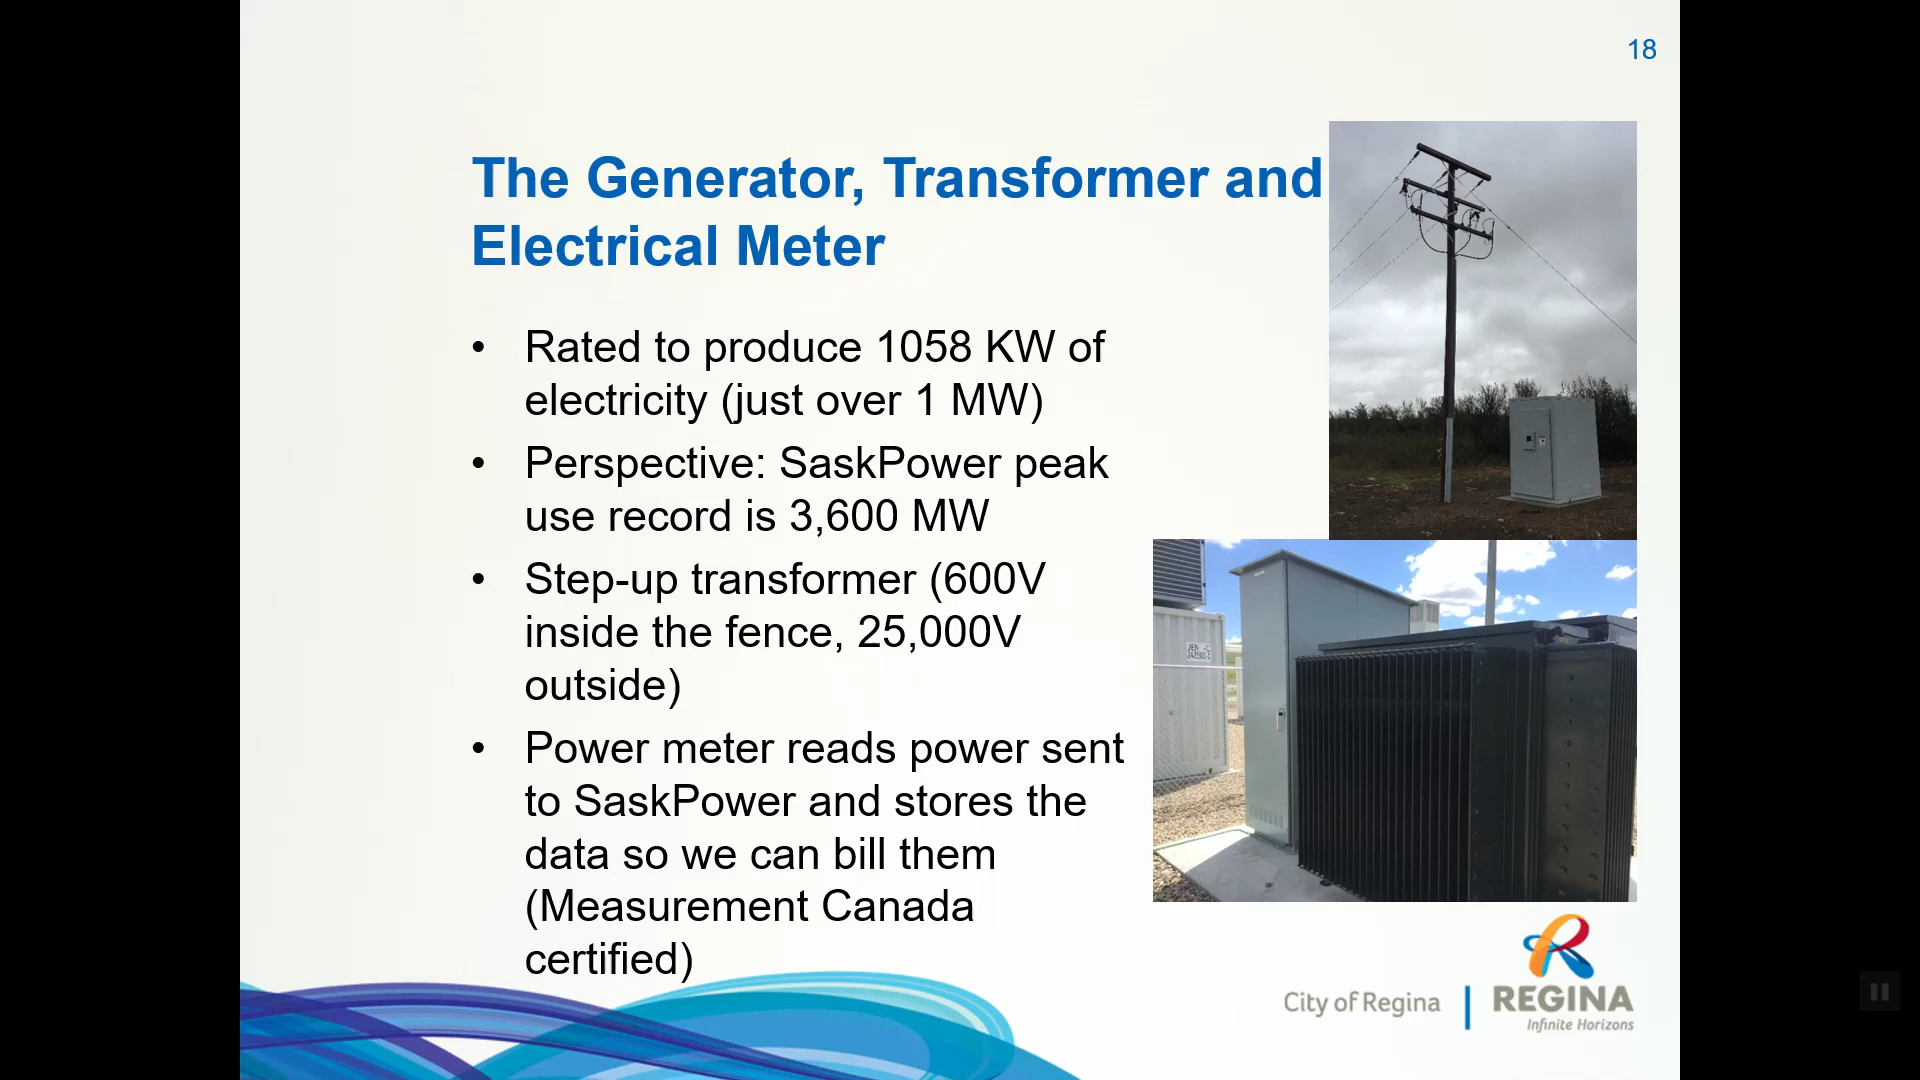 18
The Generator, Transformer and
Electrical Meter
• Rated to produce 1058 KW of
electricity (just over 1 MW)
• Perspective: SaskPower peak
use record is 3,600 MW
• Step-up transformer (600V
inside the fence, 25,000V
outside)
• Power meter reads power sent
to SaskPower and stores the
data so we can bill them
(Measurement Canada
certified)
City of Regina
REGINA
Infinite Horizons